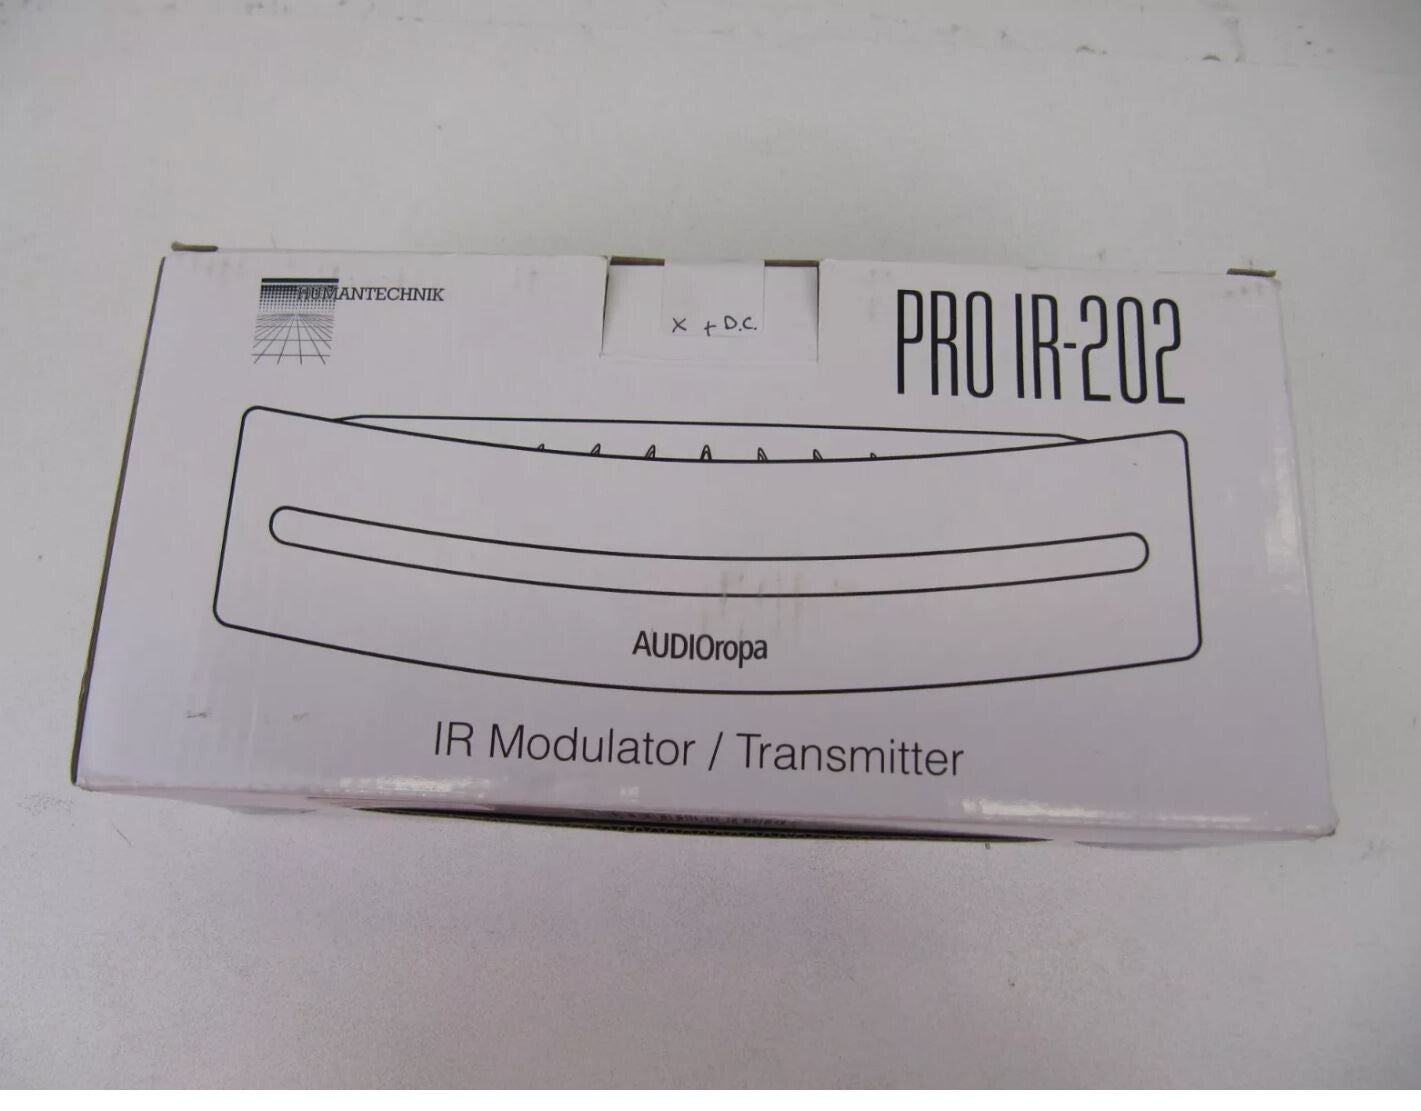 HUMANTECHNIK
x + D.C.
PRO IR-202
AUDIOropa
IR Modulator / Transmitter